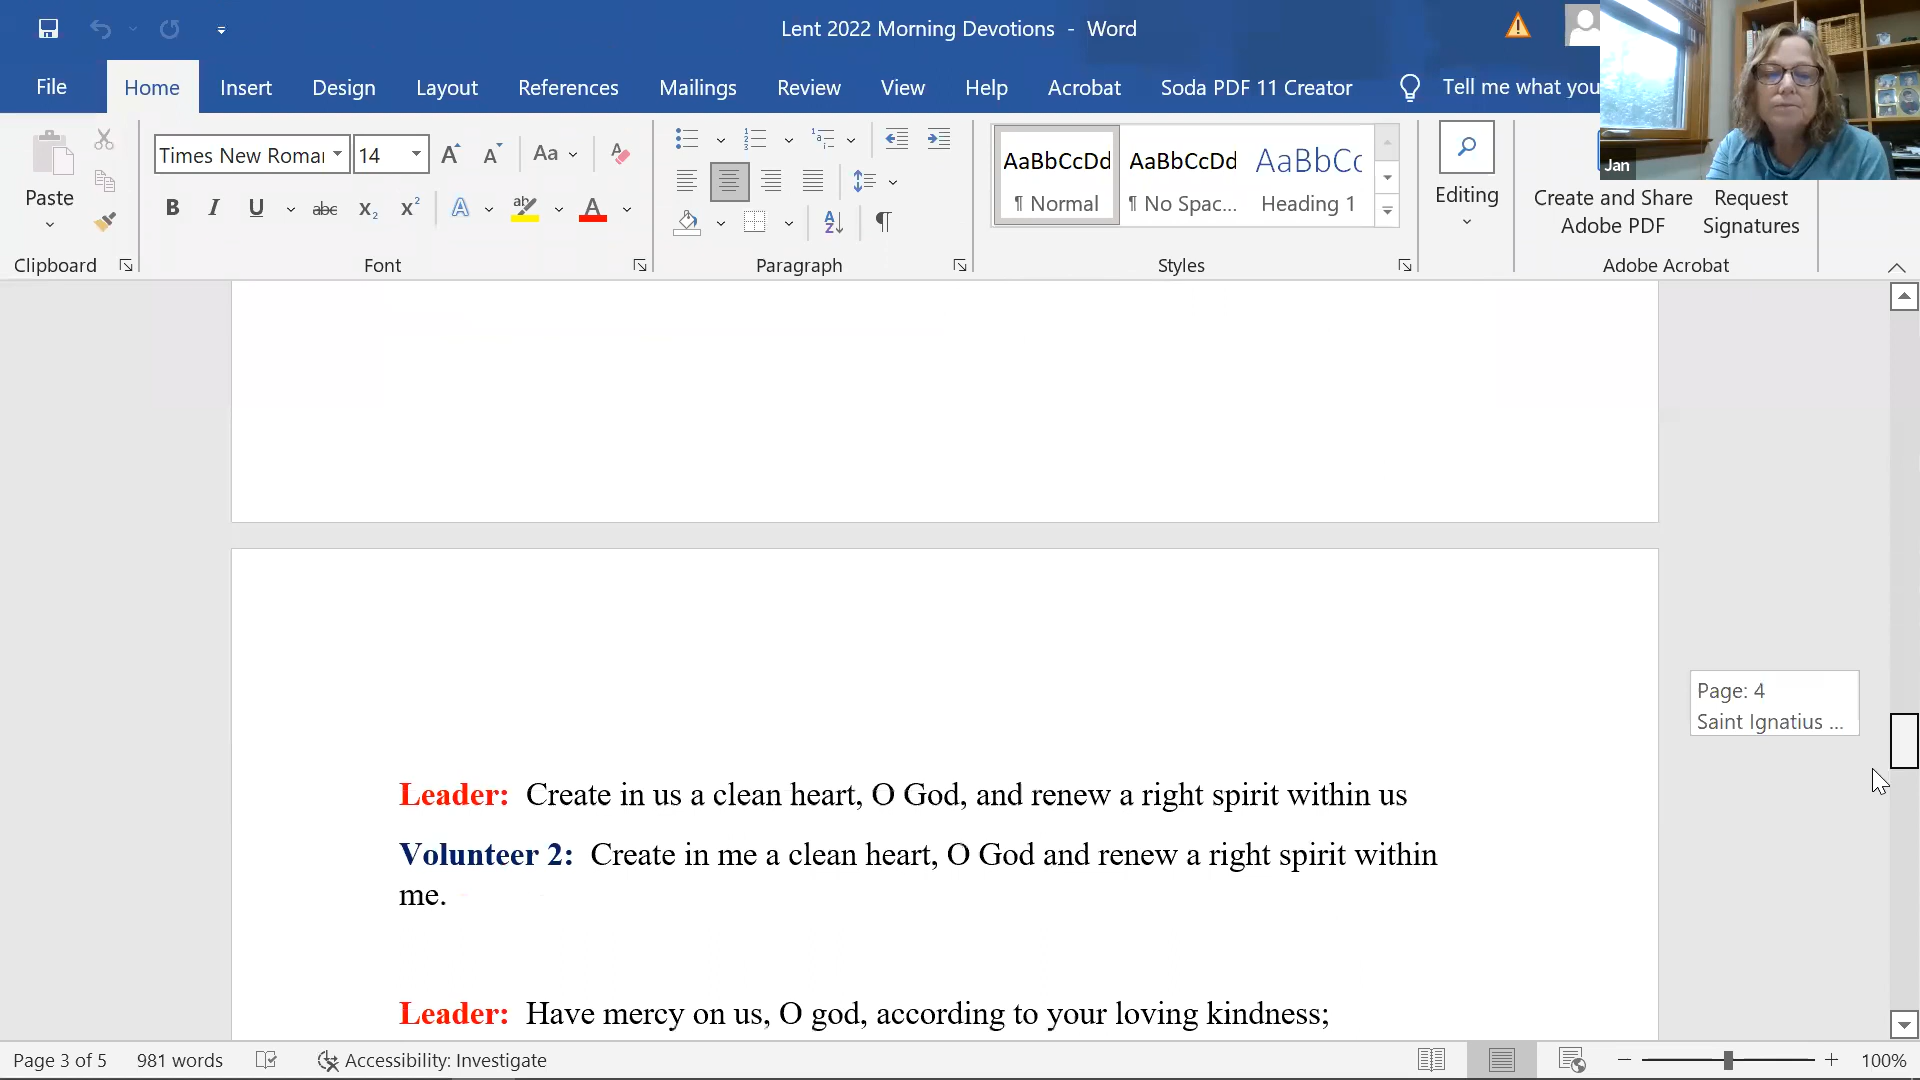 Lent 2022 Morning Devotions - Word
File Home Insert Design Layout References Mailings Review View Help Acrobat Soda PDF 11 Creator Tell me what you
Jan
Paste
Clipboard
Times New Roman 14 Aa
B I U abc X₂ X² A ab A
Font
Paragraph
AaBbCcDd AaBbCcDd AaBbCc
¶ Normal ¶ No Spac... Heading 1
Styles
Editing
Create and Share Adobe PDF
Request Signatures
Adobe Acrobat
Page: 4
Saint Ignatius ...
Leader: Create in us a clean heart, O God, and renew a right spirit within us
Volunteer 2: Create in me a clean heart, O God and renew a right spirit within
me.
Leader: Have mercy on us, O god, according to your loving kindness;
Page 3 of 5 981 words Accessibility: Investigate 100%